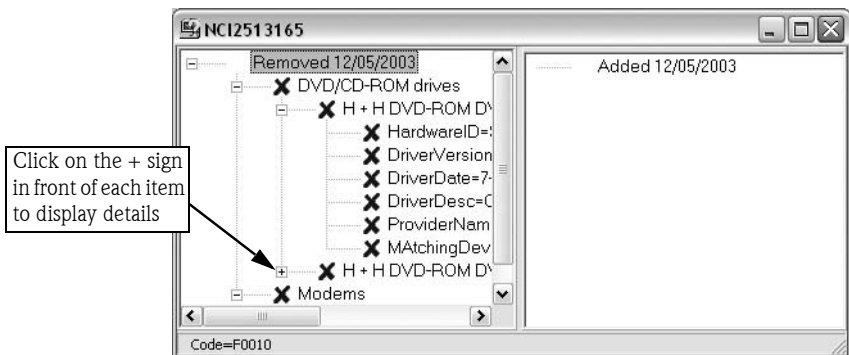 NCI2513165
Removed 12/05/2003
DVD/CD-ROM drives
H + H DVD-ROM
HardwareID=
DriverVersion
DriverDate=7-
DriverDesc=
ProviderNam
MAtchingDev
H + H DVD-ROM
Modems
Added 12/05/2003
Click on the + sign
in front of each item
to display details
Code=F0010